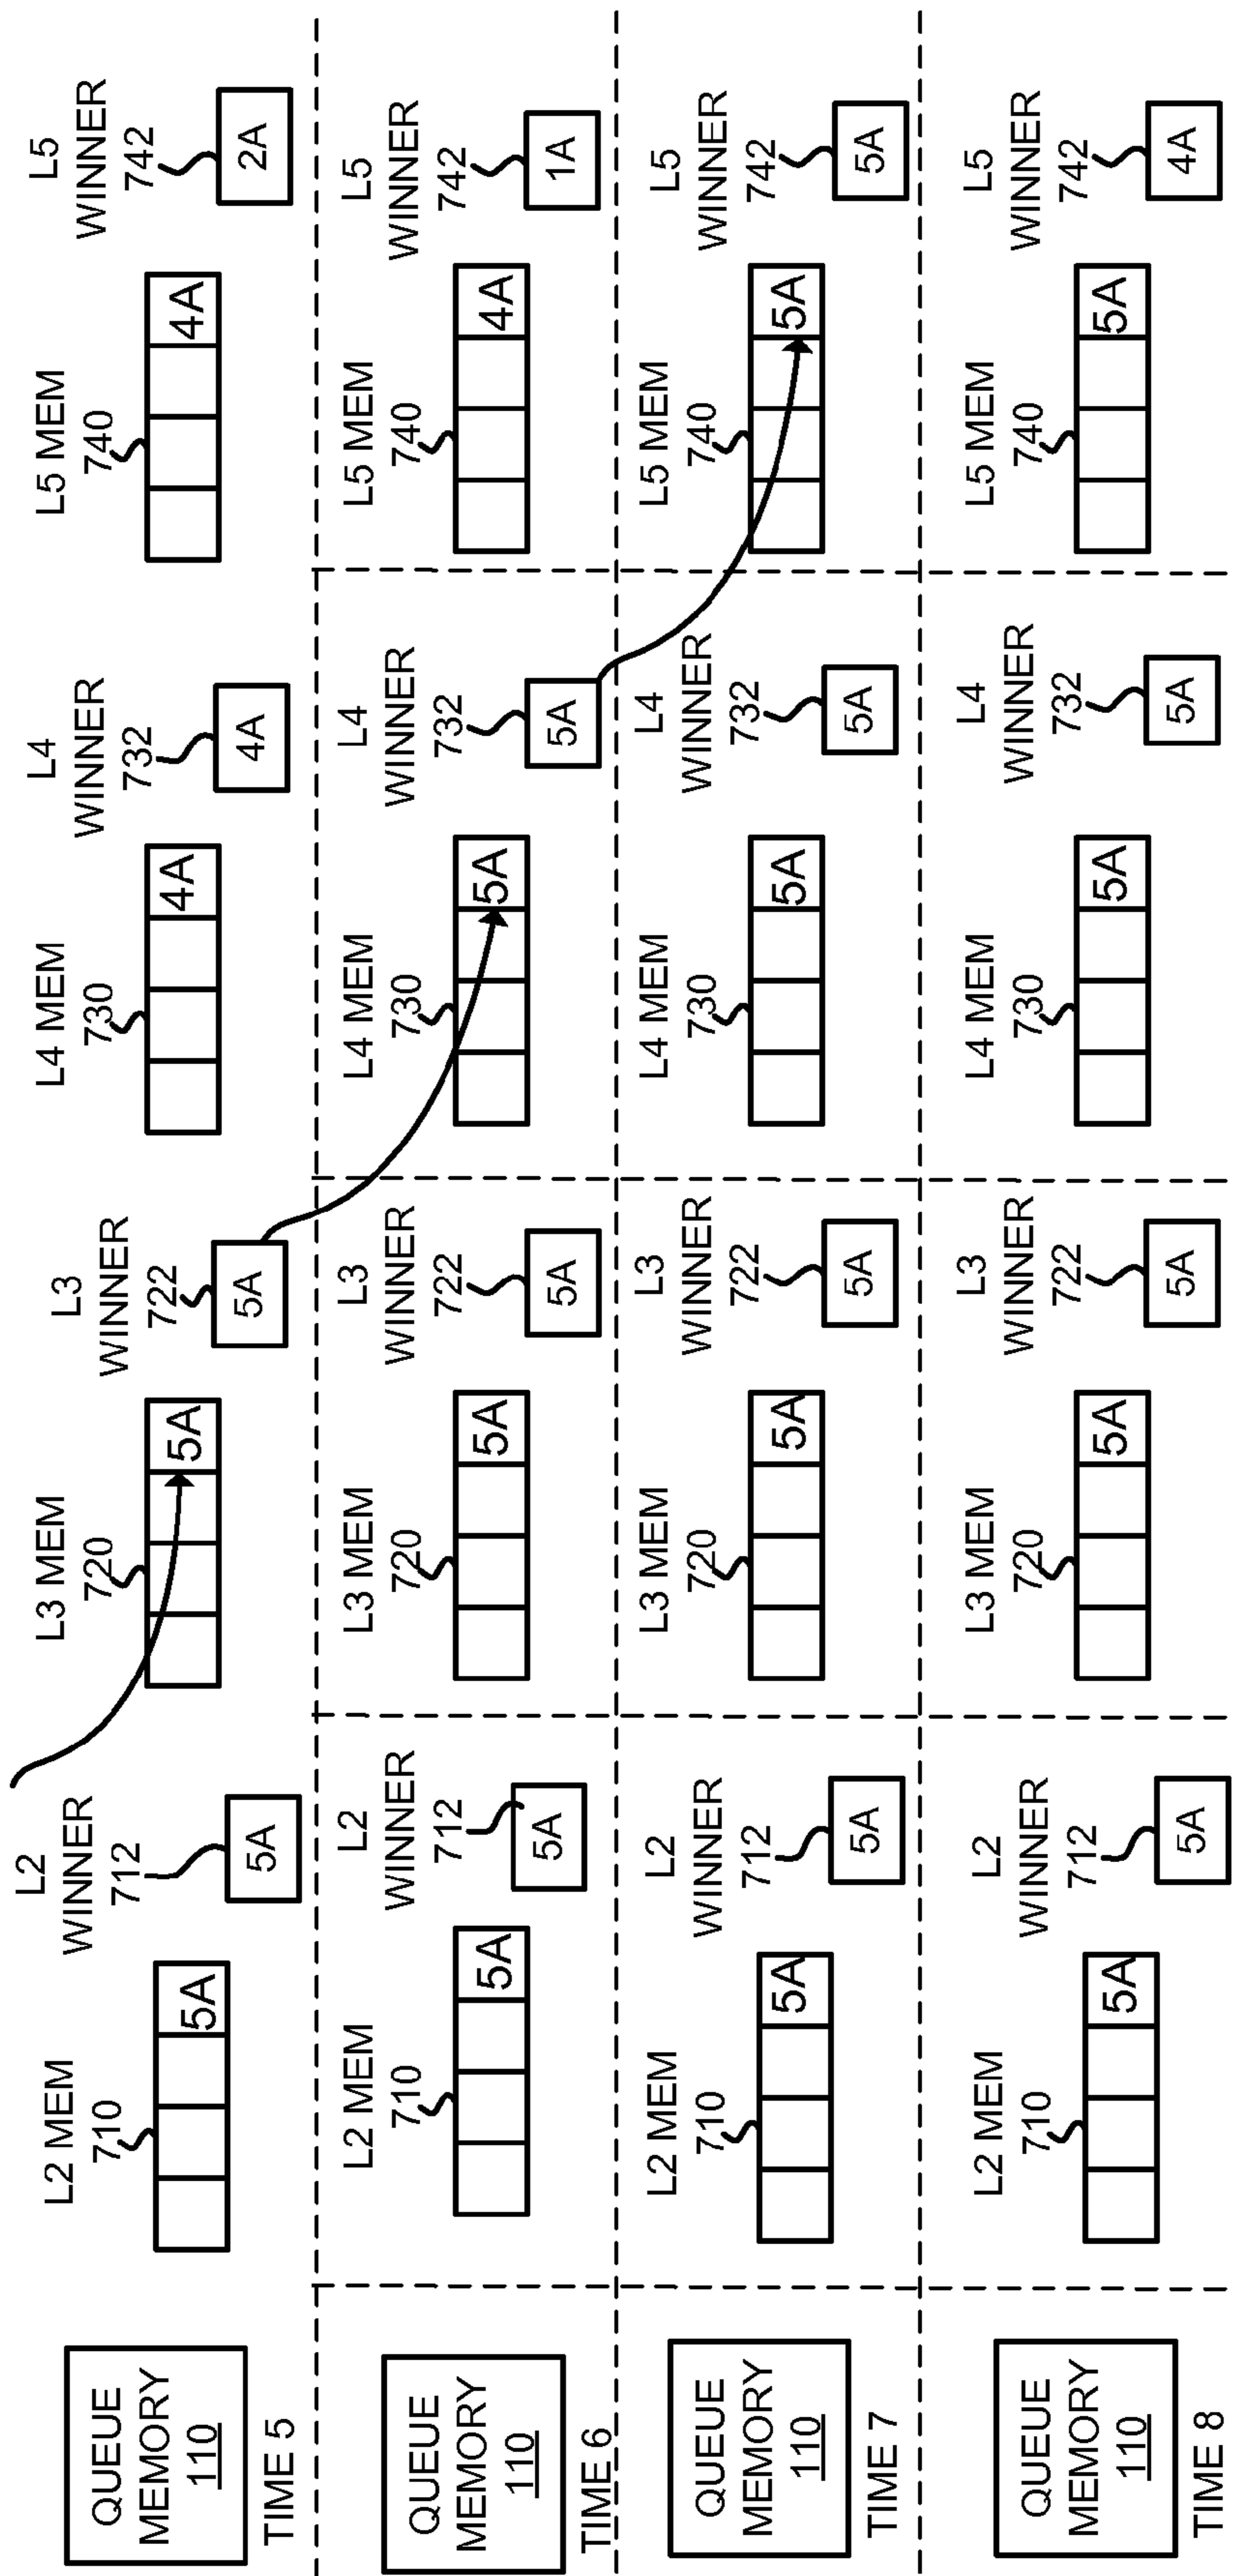 QUEUE
MEMORY
110
TIME 5
L2 MEM
710
5A
L2
WINNER
712
5A
L3 MEM
720
5A
L3
WINNER
722
5A
L4 MEM
730
4A
L4
WINNER
732
4A
L5 MEM
740
4A
L5
WINNER
742
2A
QUEUE
MEMORY
110
TIME 6
L2 MEM
710
5A
L2
WINNER
712
5A
L3 MEM
720
5A
L3
WINNER
722
5A
L4 MEM
730
5A
L4
WINNER
732
5A
L5 MEM
740
4A
L5
WINNER
742
1A
QUEUE
MEMORY
110
TIME 7
L2 MEM
710
5A
L2
WINNER
712
5A
L3 MEM
720
5A
L3
WINNER
722
5A
L4 MEM
730
5A
L4
WINNER
732
5A
L5 MEM
740
5A
L5
WINNER
742
5A
QUEUE
MEMORY
110
TIME 8
L2 MEM
710
5A
L2
WINNER
712
5A
L3 MEM
720
5A
L3
WINNER
722
5A
L4 MEM
730
5A
L4
WINNER
732
5A
L5 MEM
740
5A
L5
WINNER
742
4A